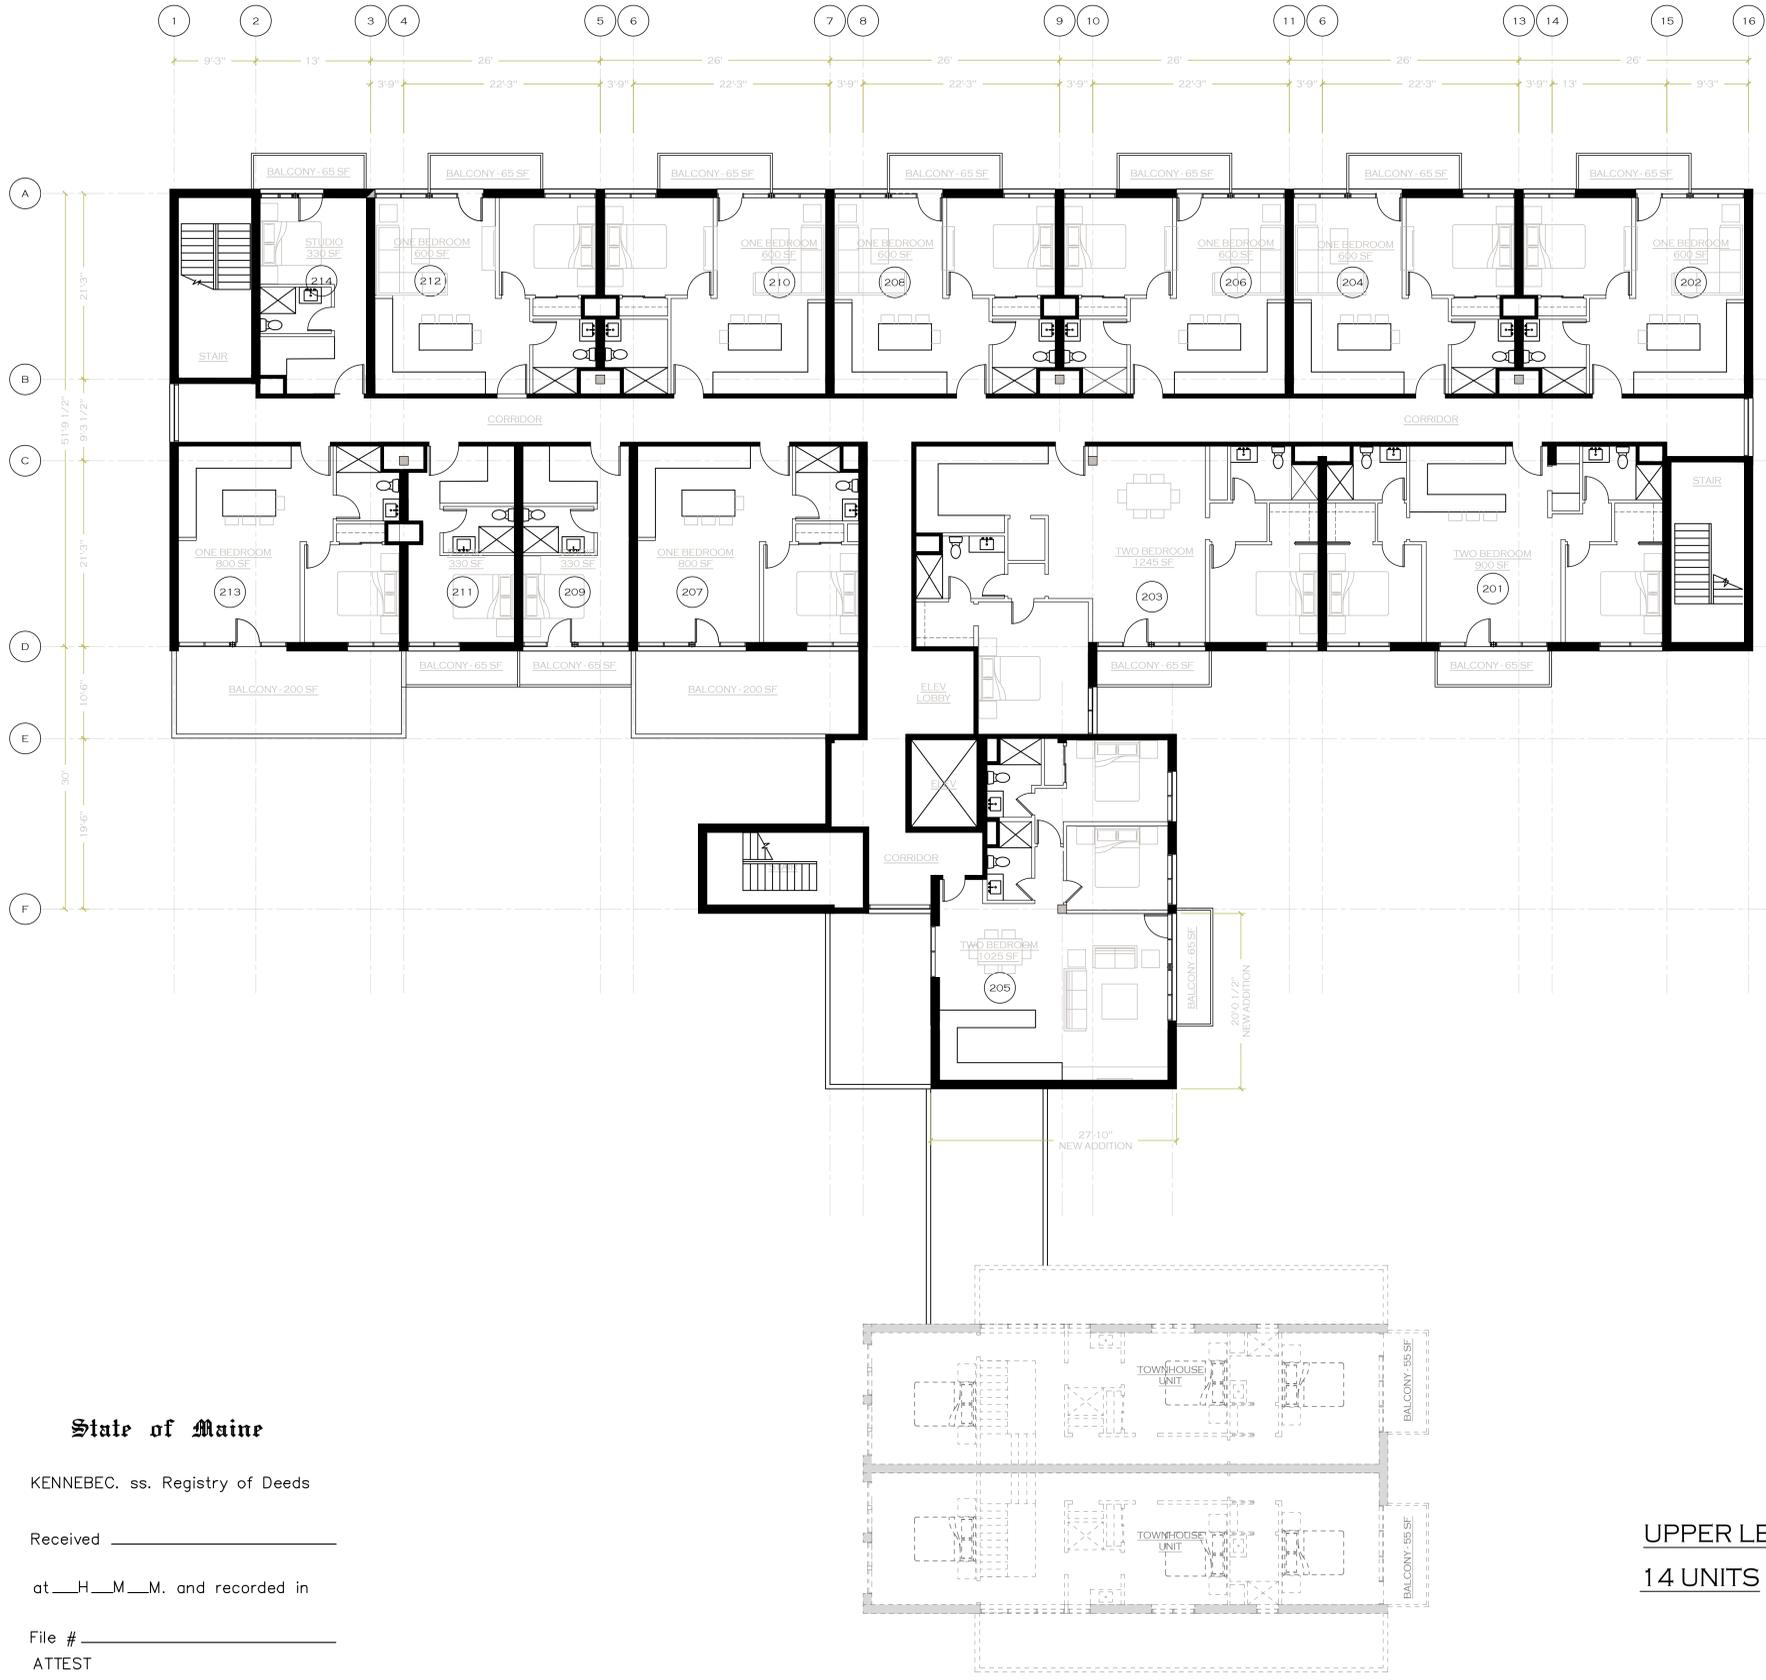 1 2 3 4 5 6 7 8 9 10 11 6 13 14 15 16
9'-3" 13' 26' 26' 26' 26' 26' 26'
3'-9" 22'-3" 3'-9" 22'-3" 3'-9" 22'-3" 3'-9" 22'-3" 3'-9" 22'-3" 3'-9" 13' 9'-3"
BALCONY - 65 SF BALCONY - 65 SF BALCONY - 65 SF BALCONY - 65 SF BALCONY - 65 SF BALCONY - 65 SF BALCONY - 65 SF
A
STUDIO
330 SF
214
ONE BEDROOM
600 SF
212
ONE BEDROOM
600 SF
210
ONE BEDROOM
600 SF
208
ONE BEDROOM
600 SF
206
ONE BEDROOM
600 SF
204
ONE BEDROOM
600 SF
202
21'-3"
STAIR
B
51'-9 1/2"
9'-3 1/2"
CORRIDOR CORRIDOR
C
STAIR
21'-3"
ONE BEDROOM
800 SF
213
330 SF
211
330 SF
209
ONE BEDROOM
800 SF
207
TWO BEDROOM
1245 SF
203
TWO BEDROOM
900 SF
201
D
BALCONY - 65 SF BALCONY - 65 SF BALCONY - 65 SF BALCONY - 65 SF
BALCONY - 200 SF BALCONY - 200 SF
ELEV
LOBBY
10'-6"
E
30'
19'-6"
ELEV
CORRIDOR
F
TWO BEDROOM
1025 SF
205
BALCONY - 65 SF
20'-0 1/2"
NEW ADDITION
27'-10"
NEW ADDITION
TOWNHOUSE
UNIT
BALCONY - 55 SF
TOWNHOUSE
UNIT
BALCONY - 55 SF
State of Maine
KENNEBEC. ss. Registry of Deeds
Received
at__H__M__M. and recorded in
File #
ATTEST
UPPER LE
14 UNITS